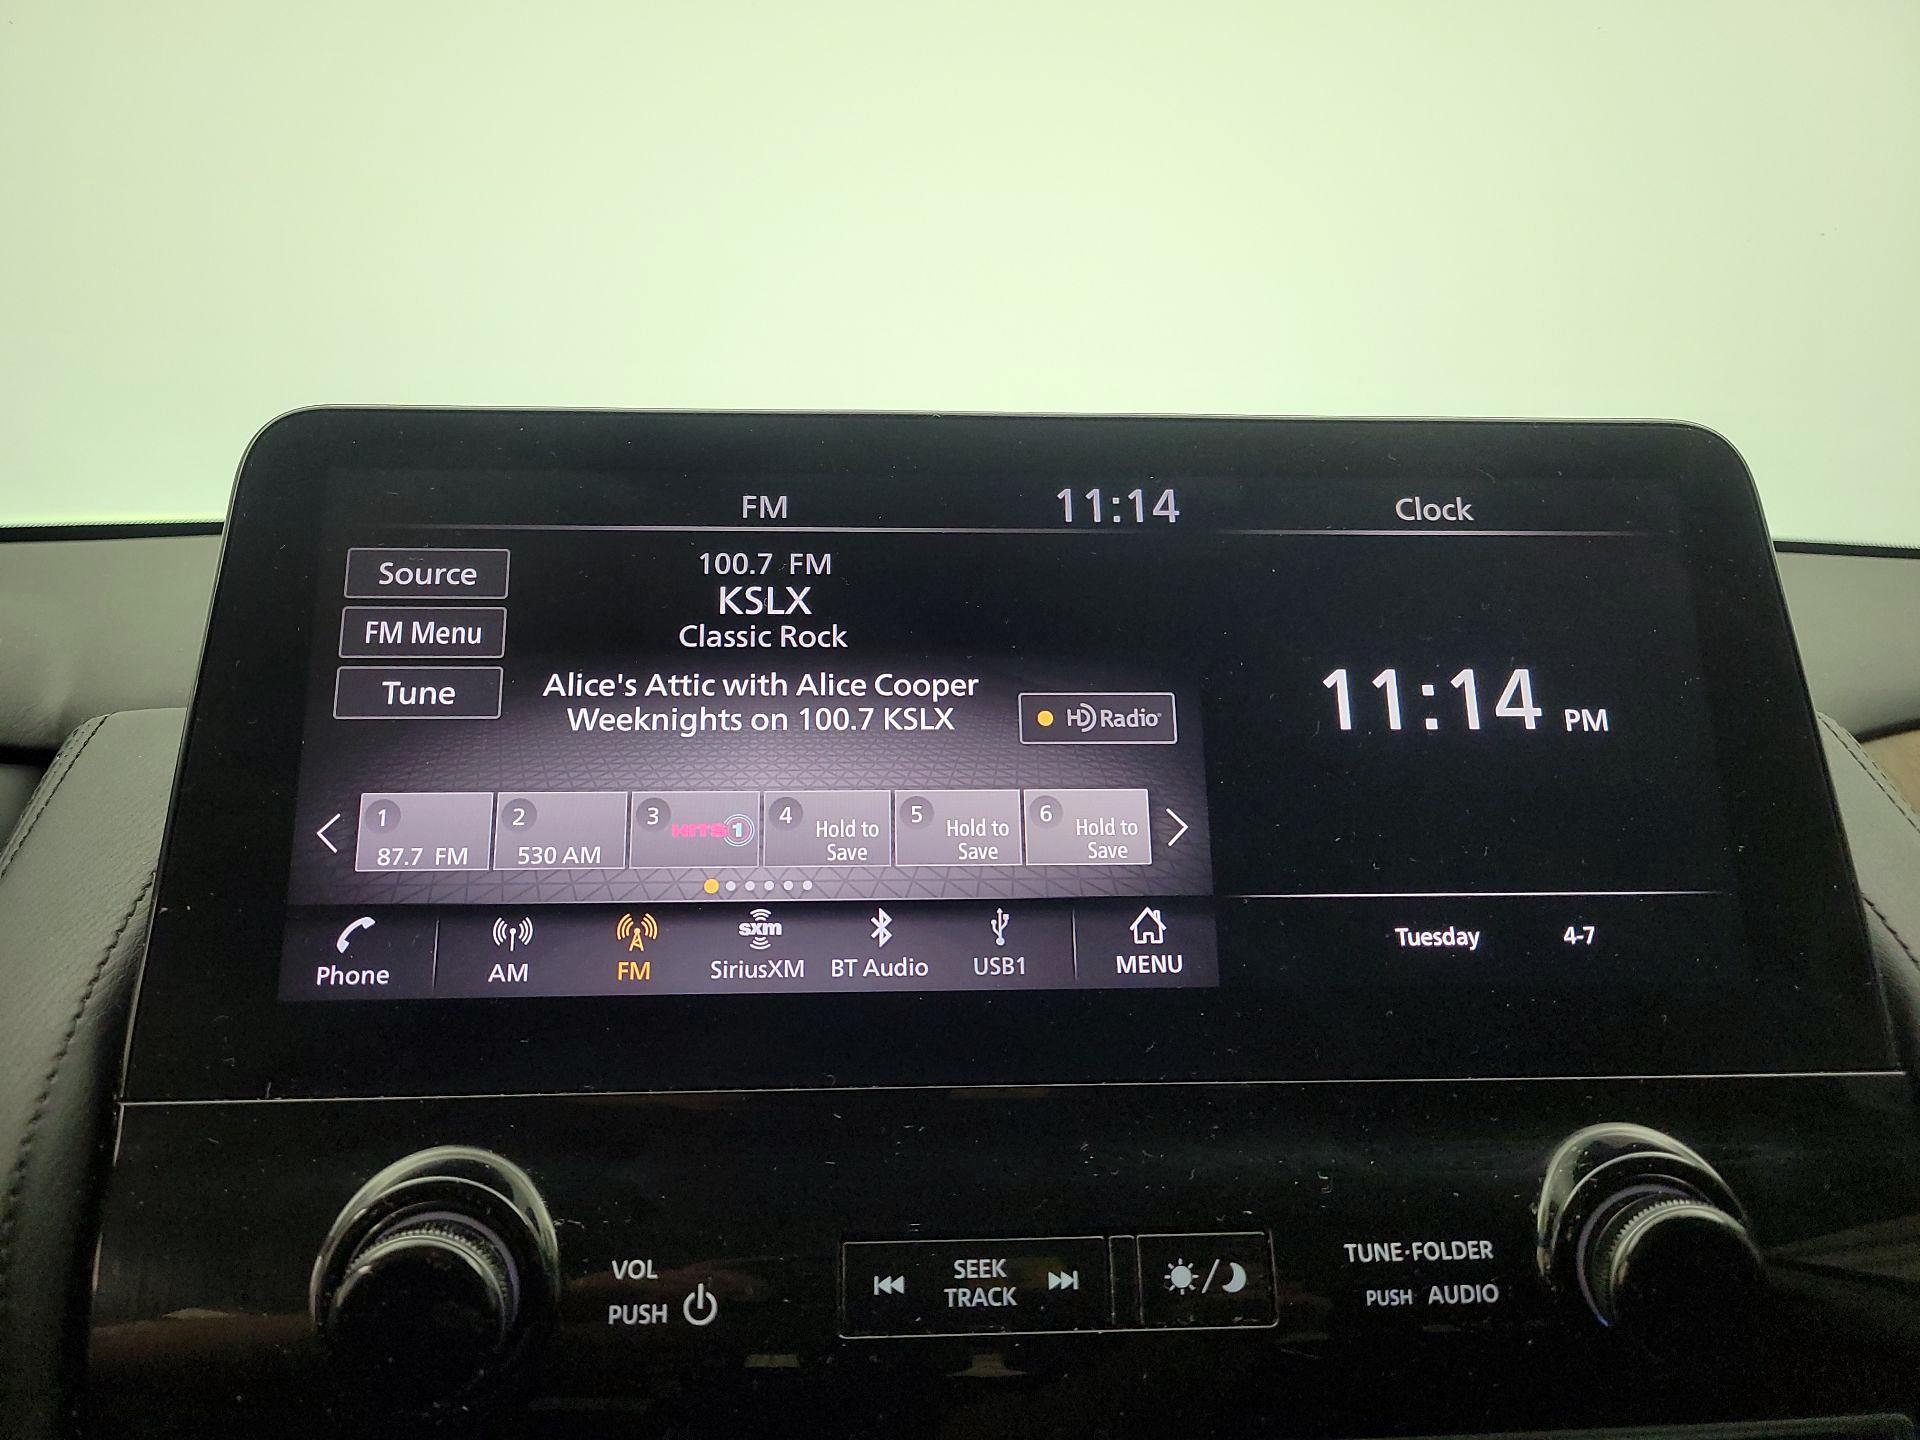 FM 11:14 Clock
Source
FM Menu
Tune
100.7 FM
KSLX
Classic Rock
Alice's Attic with Alice Cooper
Weeknights on 100.7 KSLX
HD Radio
11:14 PM
1
87.7 FM
2
530 AM
3
HITS 1
4
Hold to
Save
5
Hold to
Save
6
Hold to
Save
Phone
AM
FM
sxm
SiriusXM
BT Audio
USB1
MENU
Tuesday 4-7
VOL
PUSH
SEEK
TRACK
TUNE·FOLDER
PUSH AUDIO